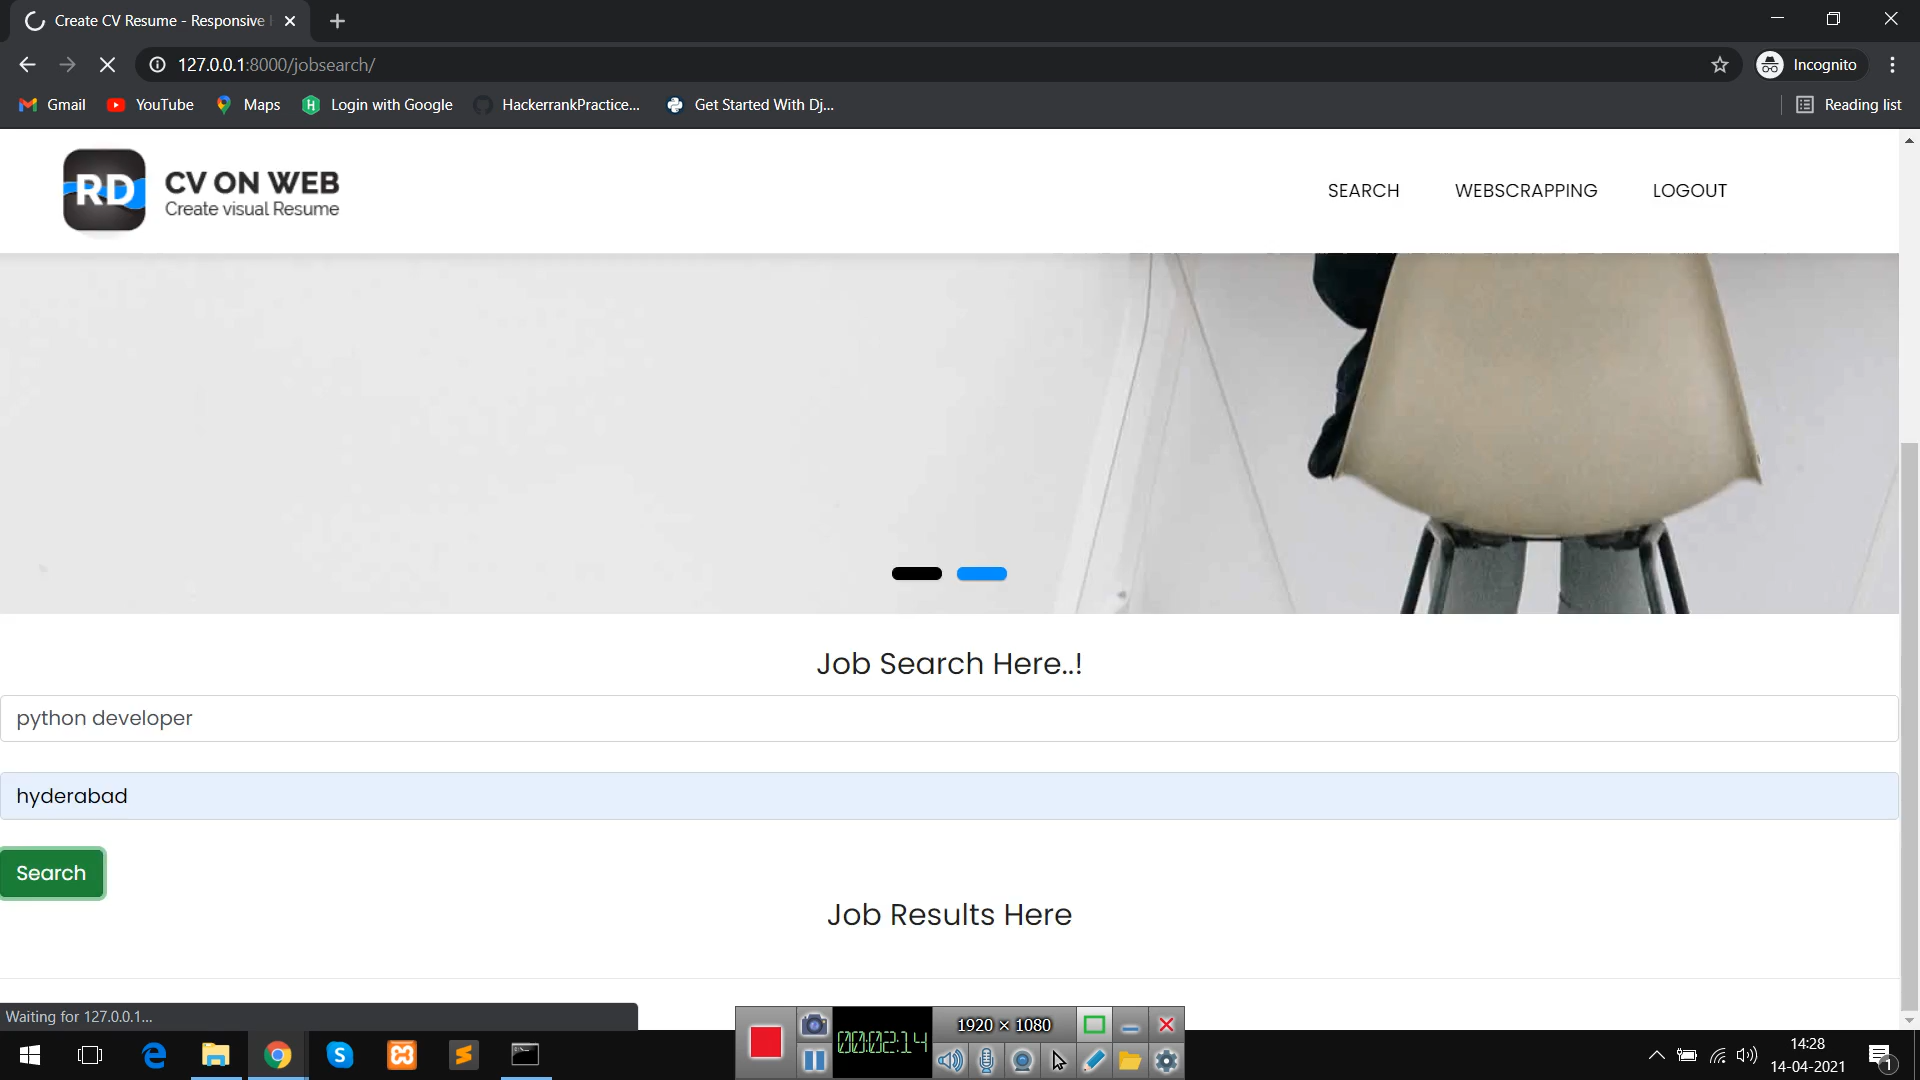 Create CV Resume - Responsive
127.0.0.1:8000/jobsearch/
Incognito
Gmail
YouTube
Maps
Login with Google
HackerrankPractice...
Get Started With Dj...
Reading list
RD
CV ON WEB
Create visual Resume
SEARCH
WEBSCRAPPING
LOGOUT
Job Search Here..!
python developer
hyderabad
Search
Job Results Here
Waiting for 127.0.0.1...
00:02:14
1920 × 1080
14:28
14-04-2021
1